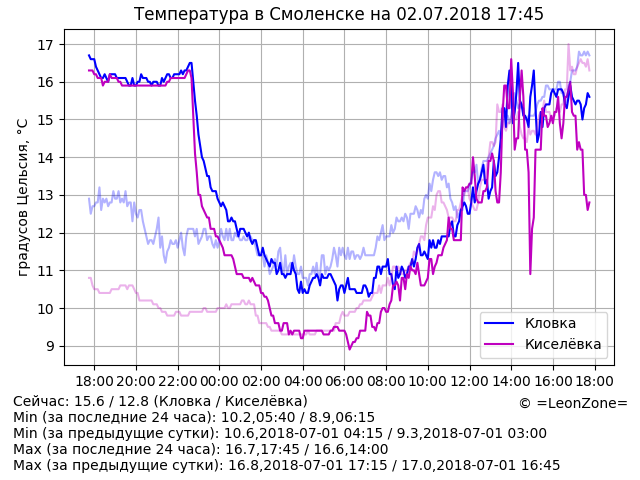 Температура в Смоленске на 02.07.2018 17:45
градусов Цельсия, °C
17
16
15
14
13
12
11
10
9
18:00 20:00 22:00 00:00 02:00 04:00 06:00 08:00 10:00 12:00 14:00 16:00 18:00
Кловка
Киселёвка
Сейчас: 15.6 / 12.8 (Кловка / Киселёвка)
© =LeonZone=
Min (за последние 24 часа): 10.2,05:40 / 8.9,06:15
Min (за предыдущие сутки): 10.6,2018-07-01 04:15 / 9.3,2018-07-01 03:00
Max (за последние 24 часа): 16.7,17:45 / 16.6,14:00
Max (за предыдущие сутки): 16.8,2018-07-01 17:15 / 17.0,2018-07-01 16:45